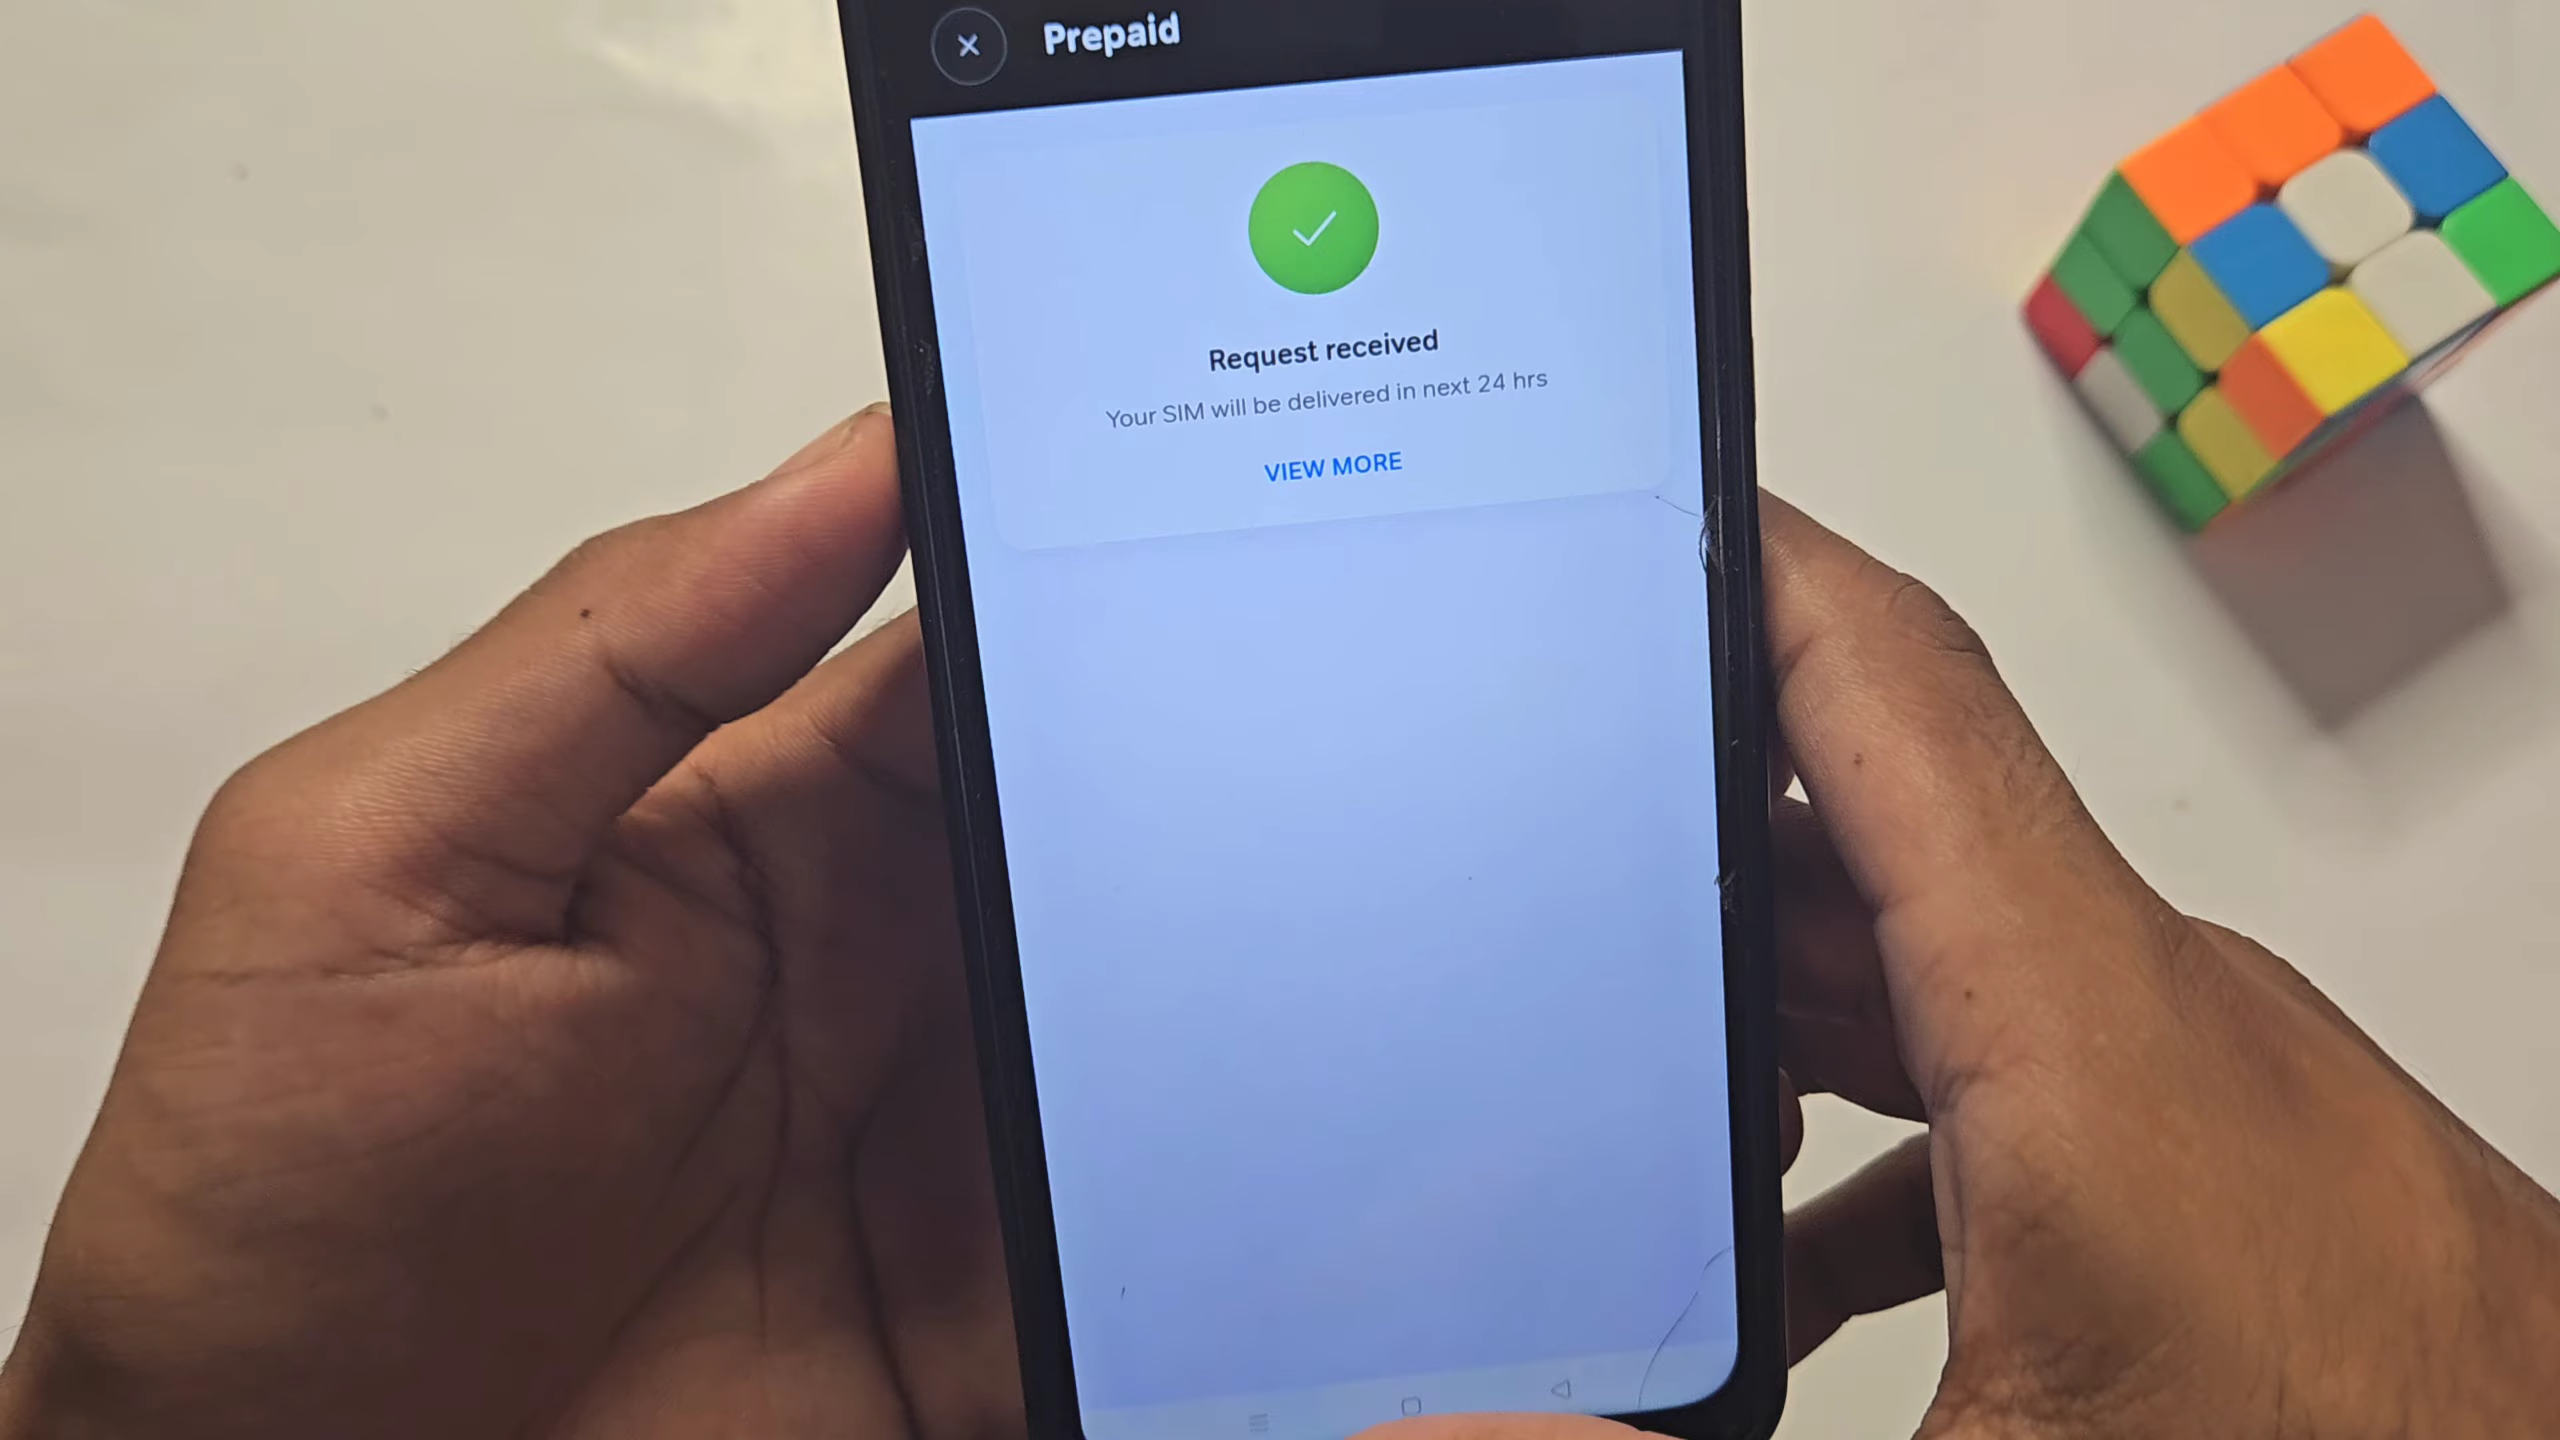 Prepaid
Request received
Your SIM will be delivered in next 24 hrs
VIEW MORE